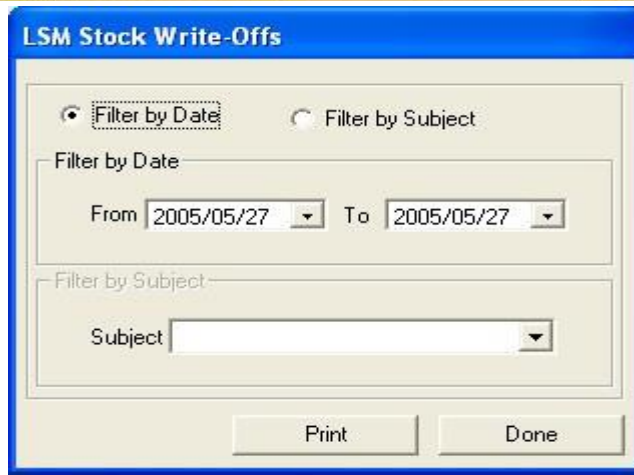 LSM Stock Write-Offs
Filter by Date Filter by Subject
Filter by Date
From 2005/05/27 To 2005/05/27
Filter by Subject
Subject
Print Done